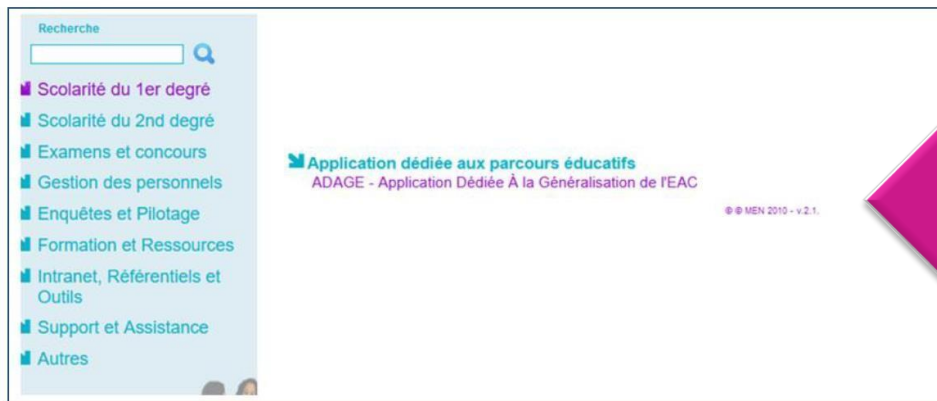 Recherche
Scolarité du 1er degré
Scolarité du 2nd degré
Examens et concours
Gestion des personnels
Enquêtes et Pilotage
Formation et Ressources
Intranet, Référentiels et
Outils
Support et Assistance
Autres
Application dédiée aux parcours éducatifs
ADAGE - Application Dédiée À la Généralisation de l'EAC
© © MEN 2010 - v.2.1.